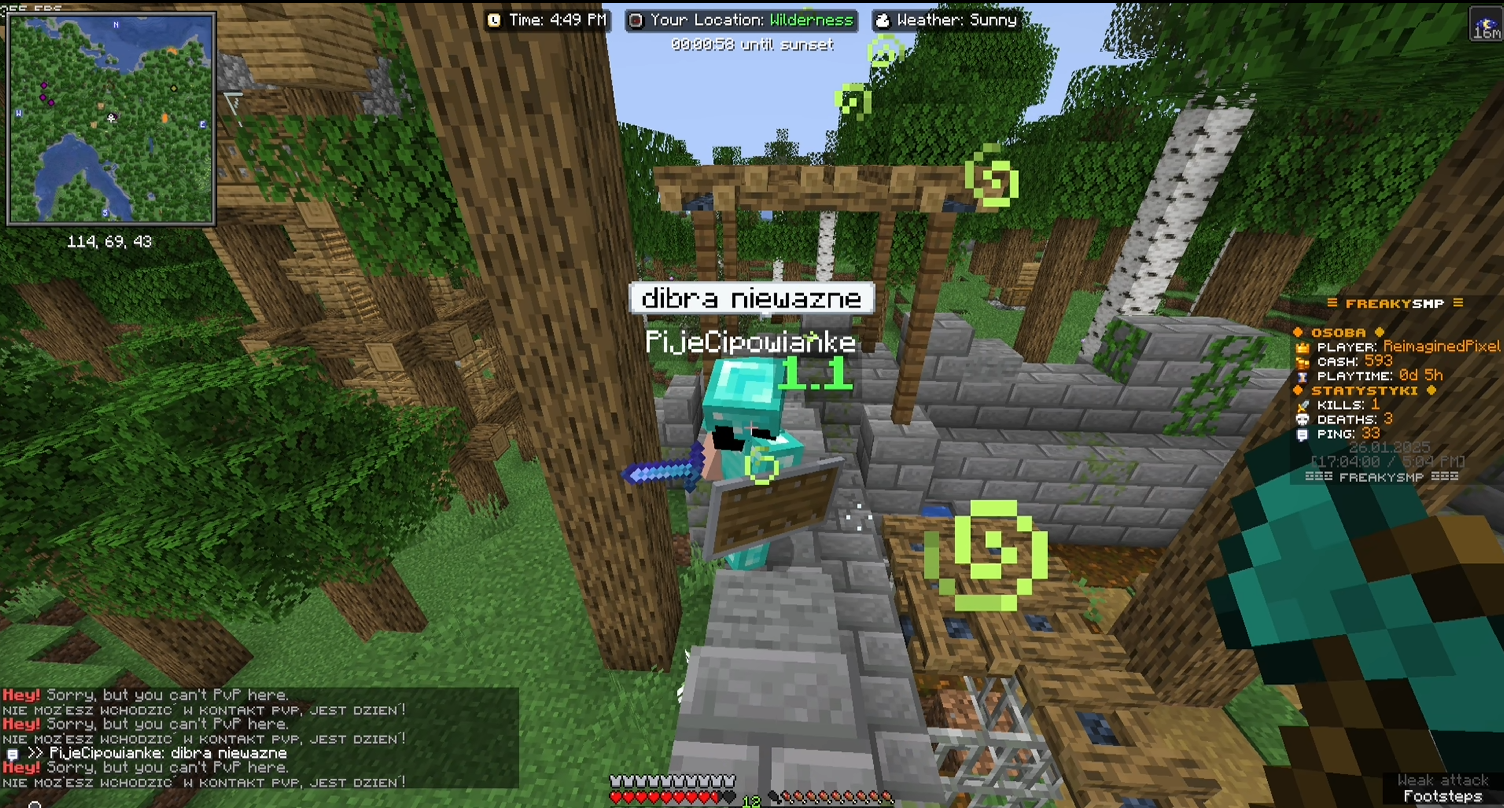 Time: 4:49 PM
Your Location: Wilderness
Weather: Sunny
00:00:58 until sunset
16m
N
W
E
S
114, 69, 43
dibra niewazne
PijeCipowianke
1.1
FREAKYSMP
OSOBA
PLAYER: ReimaginedPixel
CASH: 593
PLAYTIME: 0d 5h
STATYSTYKI
KILLS: 1
DEATHS: 3
PING: 33
26.01.2025
[17:04:00 / 5:04 PM]
==== FREAKYSMP ====
Hey! Sorry, but you can't PvP here.
NIE MOZ'ESZ WCHODZIC' W KONTAKT PVP, JEST DZIEN'!
Hey! Sorry, but you can't PvP here.
NIE MOZ'ESZ WCHODZIC' W KONTAKT PVP, JEST DZIEN'!
>> PijeCipowianke: dibra niewazne
Hey! Sorry, but you can't PvP here.
NIE MOZ'ESZ WCHODZIC' W KONTAKT PVP, JEST DZIEN'!
12
Weak attack
Footsteps